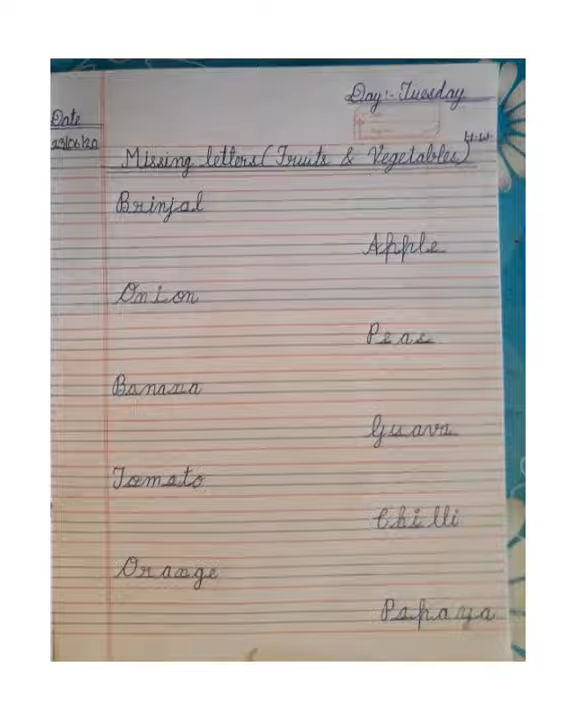 Day:- Tuesday
Date
23/06/20
H.W.
Missing letters (Fruits & Vegetables)
Brinjal
Apple
Onion
Peas
Banana
Guava
Tomato
Chilli
Orange
Papaya